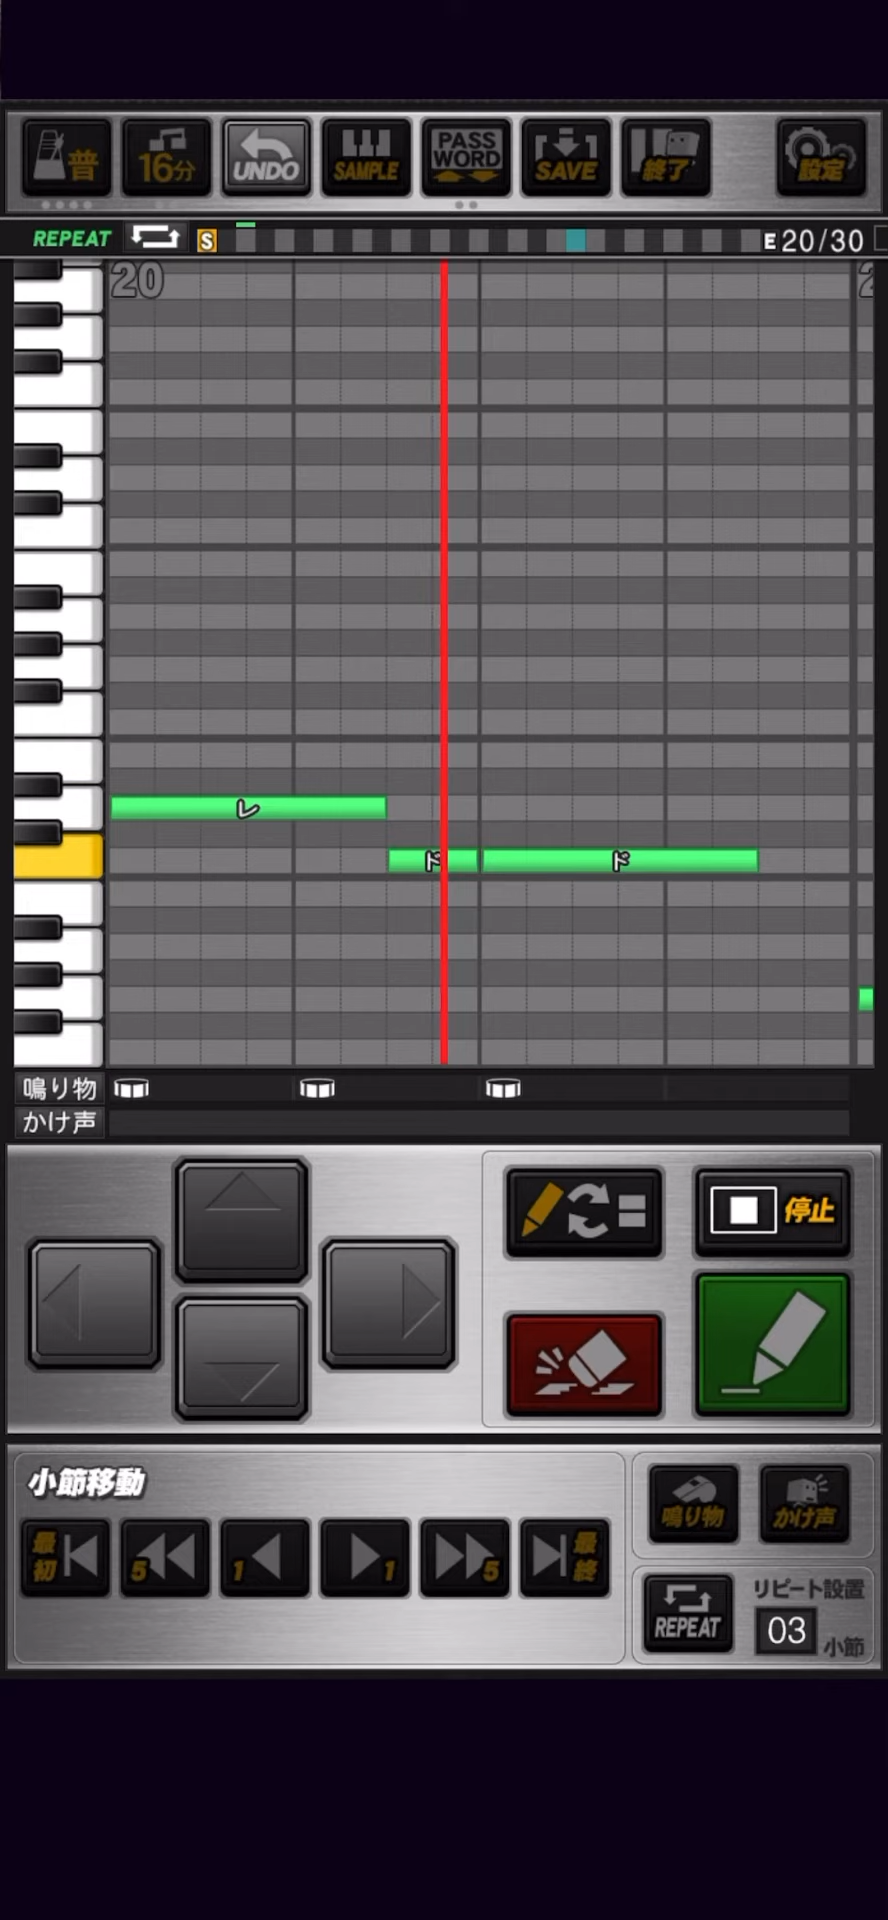 普 16分 UNDO SAMPLE PASS WORD SAVE 終了 設定
REPEAT S E 20/30
20
レ
ド ド
鳴り物
かけ声
停止
小節移動
最初 5 1 1 5 最終
鳴り物 かけ声
REPEAT
リピート設置
03 小節